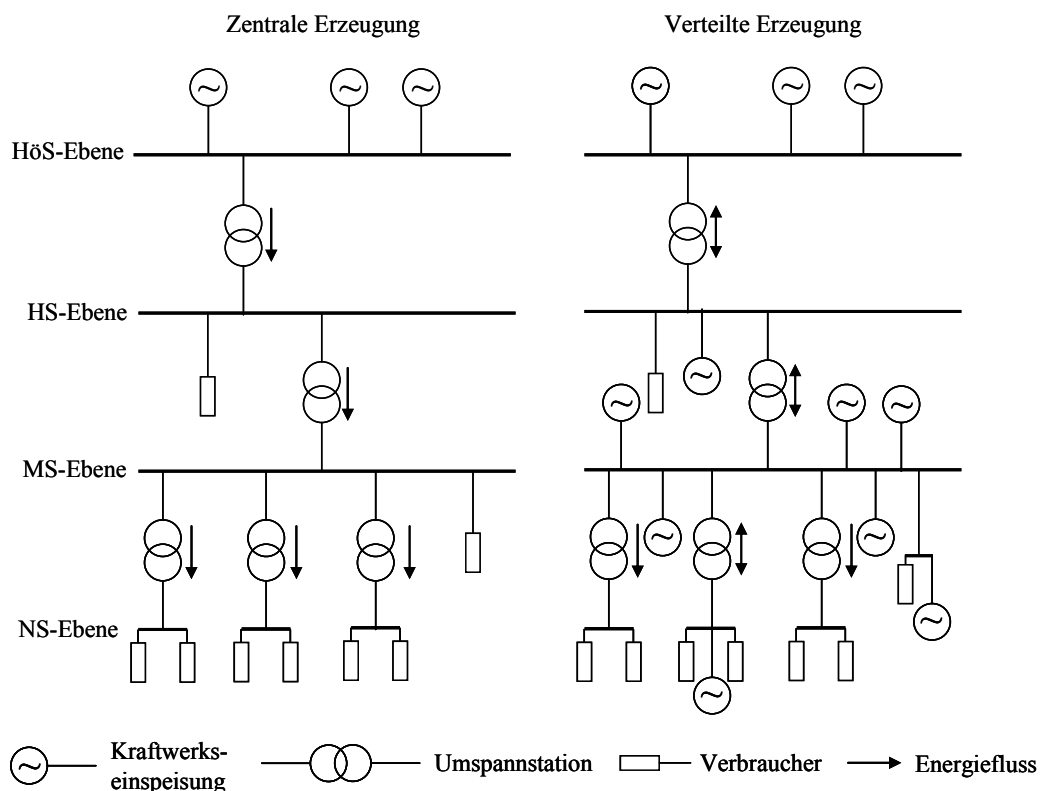 Zentrale Erzeugung
Verteilte Erzeugung
HöS-Ebene
HS-Ebene
MS-Ebene
NS-Ebene
Kraftwerks-
einspeisung
Umspannstation
Verbraucher
Energiefluss